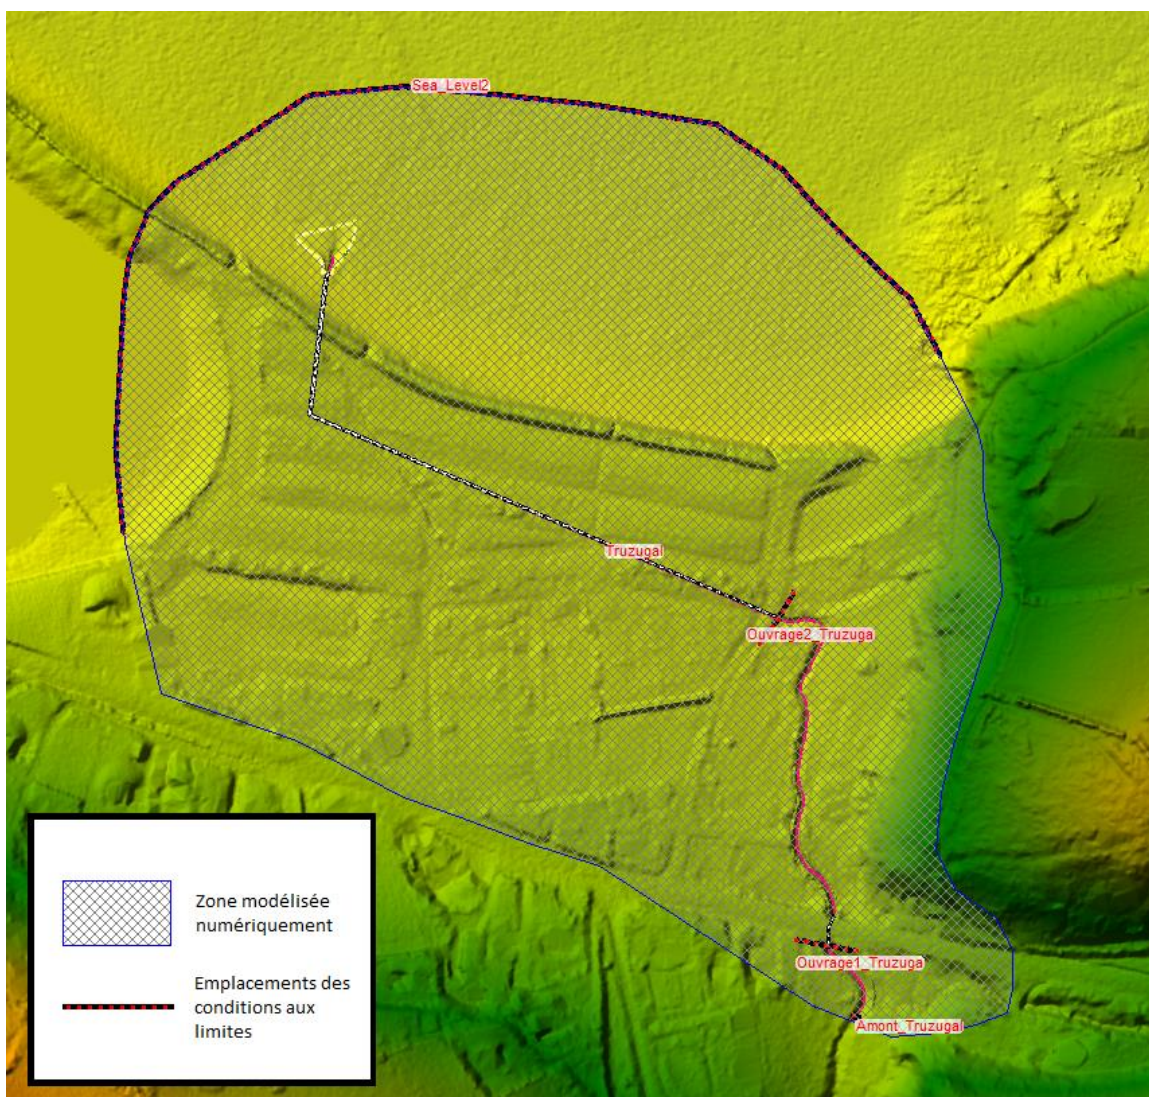 Sea_Level2
Truzugal
Ouvrage2_Truzuga
Ouvrage1_Truzuga
Amont_Truzugal
Zone modélisée
numériquement
Emplacements des
conditions aux
limites